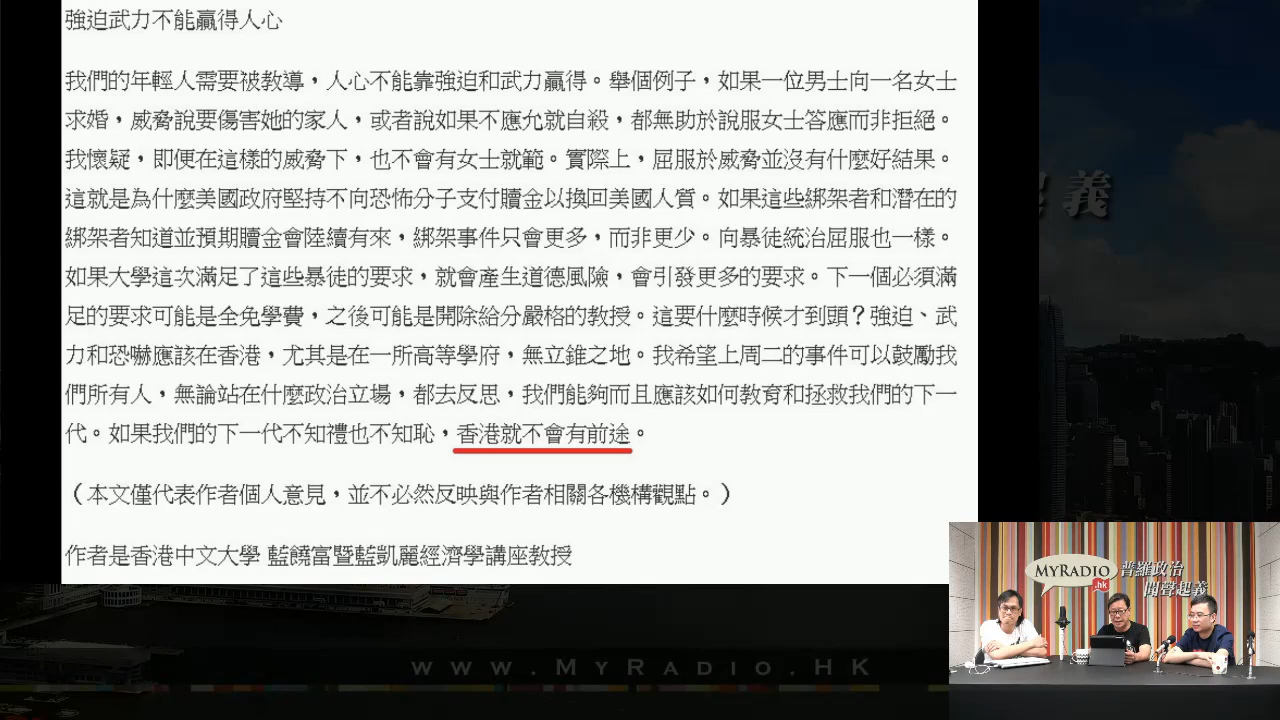 強迫武力不能贏得人心
我們的年輕人需要被教導，人心不能靠強迫和武力贏得。舉個例子，如果一位男士向一名女士
求婚，威脅說要傷害她的家人，或者說如果不應允就自殺，都無助於說服女士答應而非拒絕。
我懷疑，即便在這樣的威脅下，也不會有女士就範。實際上，屈服於威脅並沒有什麼好結果。
這就是為什麼美國政府堅持不向恐怖分子支付贖金以換回美國人質。如果這些綁架者和潛在的
綁架者知道並預期贖金會陸續有來，綁架事件只會更多，而非更少。向暴徒統治屈服也一樣。
如果大學這次滿足了這些暴徒的要求，就會產生道德風險，會引發更多的要求。下一個必須滿
足的要求可能是全免學費，之後可能是開除給分嚴格的教授。這要什麼時候才到頭？強迫、武
力和恐嚇應該在香港，尤其是在一所高等學府，無立錐之地。我希望上周二的事件可以鼓勵我
們所有人，無論站在什麼政治立場，都去反思，我們能夠而且應該如何教育和拯救我們的下一
代。如果我們的下一代不知禮也不知恥，香港就不會有前途。
（本文僅代表作者個人意見，並不必然反映與作者相關各機構觀點。）
作者是香港中文大學 藍饒富暨藍凱麗經濟學講座教授
義
MYRADIO
.hk
普羅政治
聞聲起義
WWW.MYRADIO.HK